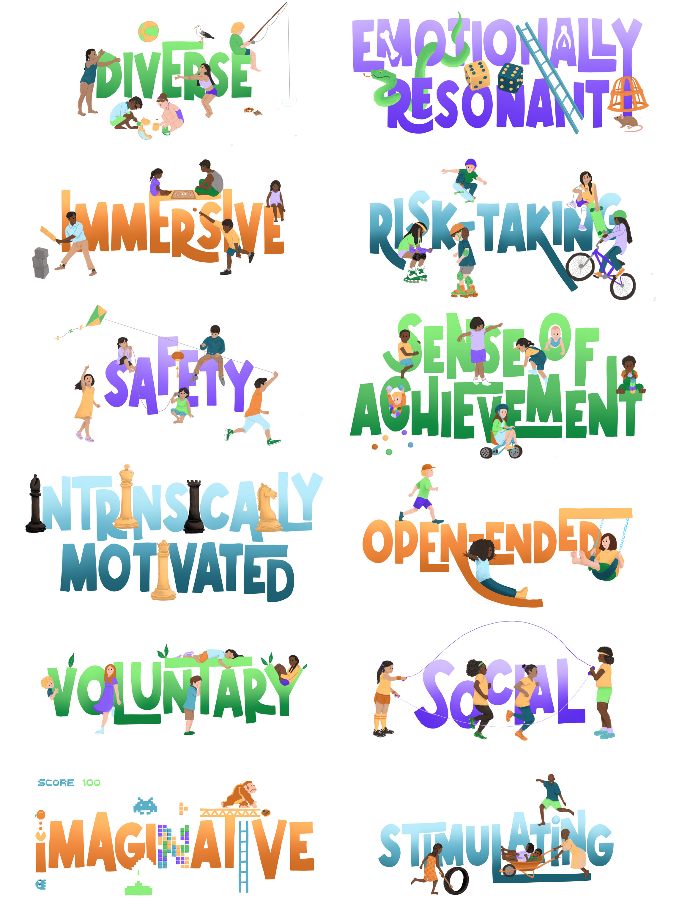 DIVERSE
EMOTIONALLY
RESONANT
IMMERSIVE
RISK-TAKING
SAFETY
SENSE OF
ACHIEVEMENT
INTRINSICALLY
MOTIVATED
OPEN-ENDED
VOLUNTARY
SOCIAL
SCORE 100
IMAGINATIVE
STIMULATING